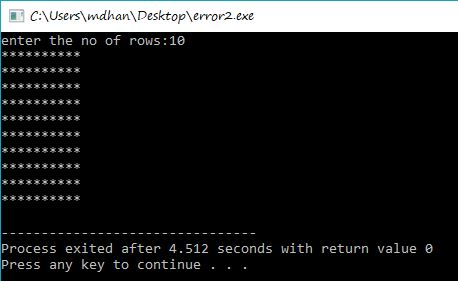 C:\Users\mdhan\Desktop\error2.exe
enter the no of rows:10
**********
**********
**********
**********
**********
**********
**********
**********
**********
**********
--------------------------------
Process exited after 4.512 seconds with return value 0
Press any key to continue . . .